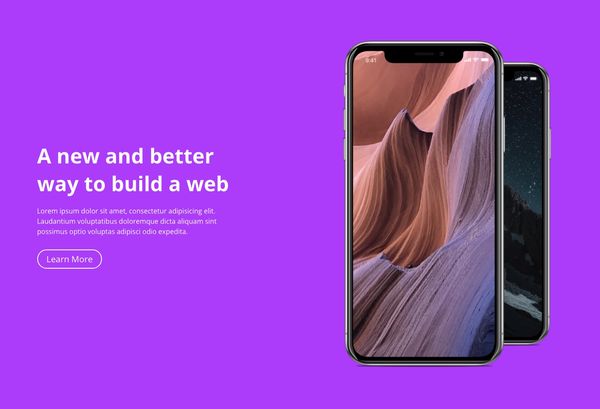 A new and better
way to build a web
Lorem ipsum dolor sit amet, consectetur adipisicing elit.
Laudantium voluptatibus doloremque dicta aliquam sint
possimus optio voluptas adipisci odio expedita.
Learn More
9:41